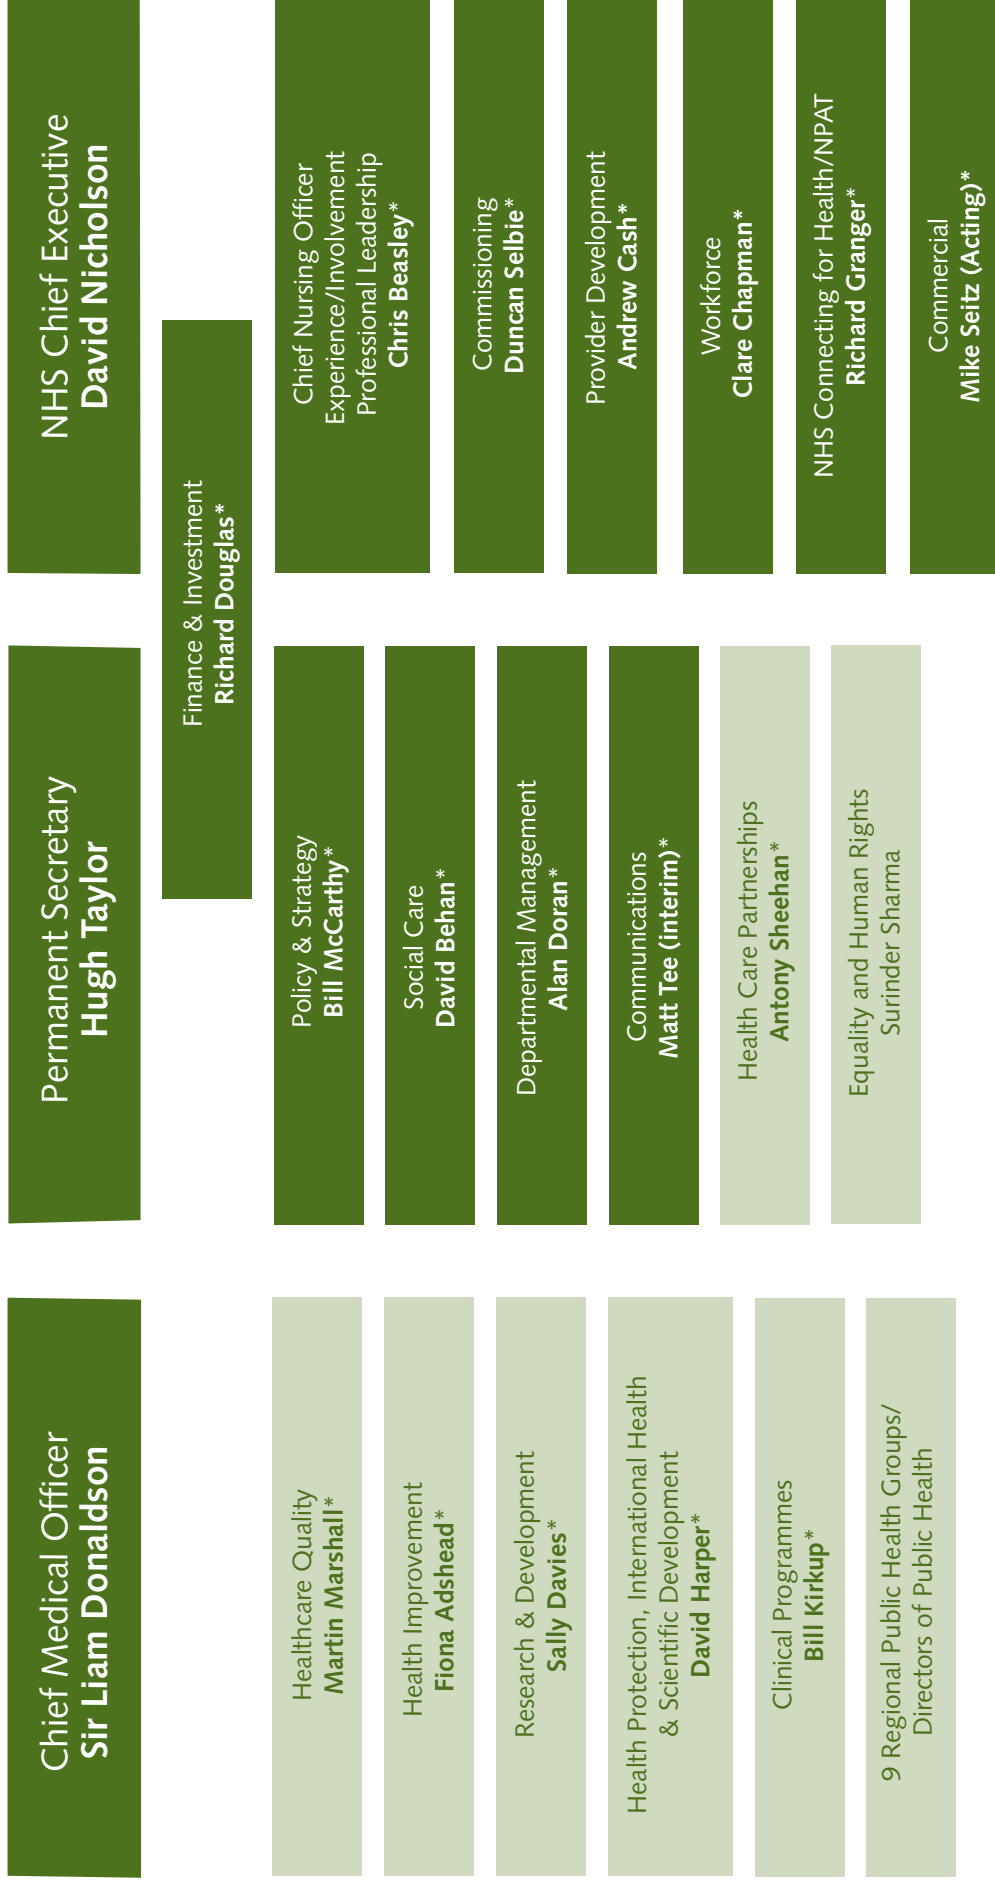 Chief Medical Officer
Sir Liam Donaldson
Healthcare Quality
Martin Marshall*
Health Improvement
Fiona Adshead*
Research & Development
Sally Davies*
Health Protection, International Health
& Scientific Development
David Harper*
Clinical Programmes
Bill Kirkup*
9 Regional Public Health Groups/
Directors of Public Health
Permanent Secretary
Hugh Taylor
Finance & Investment
Richard Douglas*
Policy & Strategy
Bill McCarthy*
Social Care
David Behan*
Departmental Management
Alan Doran*
Communications
Matt Tee (interim)*
Health Care Partnerships
Antony Sheehan*
Equality and Human Rights
Surinder Sharma
NHS Chief Executive
David Nicholson
Chief Nursing Officer
Experience/Involvement
Professional Leadership
Chris Beasley*
Commissioning
Duncan Selbie*
Provider Development
Andrew Cash*
Workforce
Clare Chapman*
NHS Connecting for Health/NPAT
Richard Granger*
Commercial
Mike Seitz (Acting)*